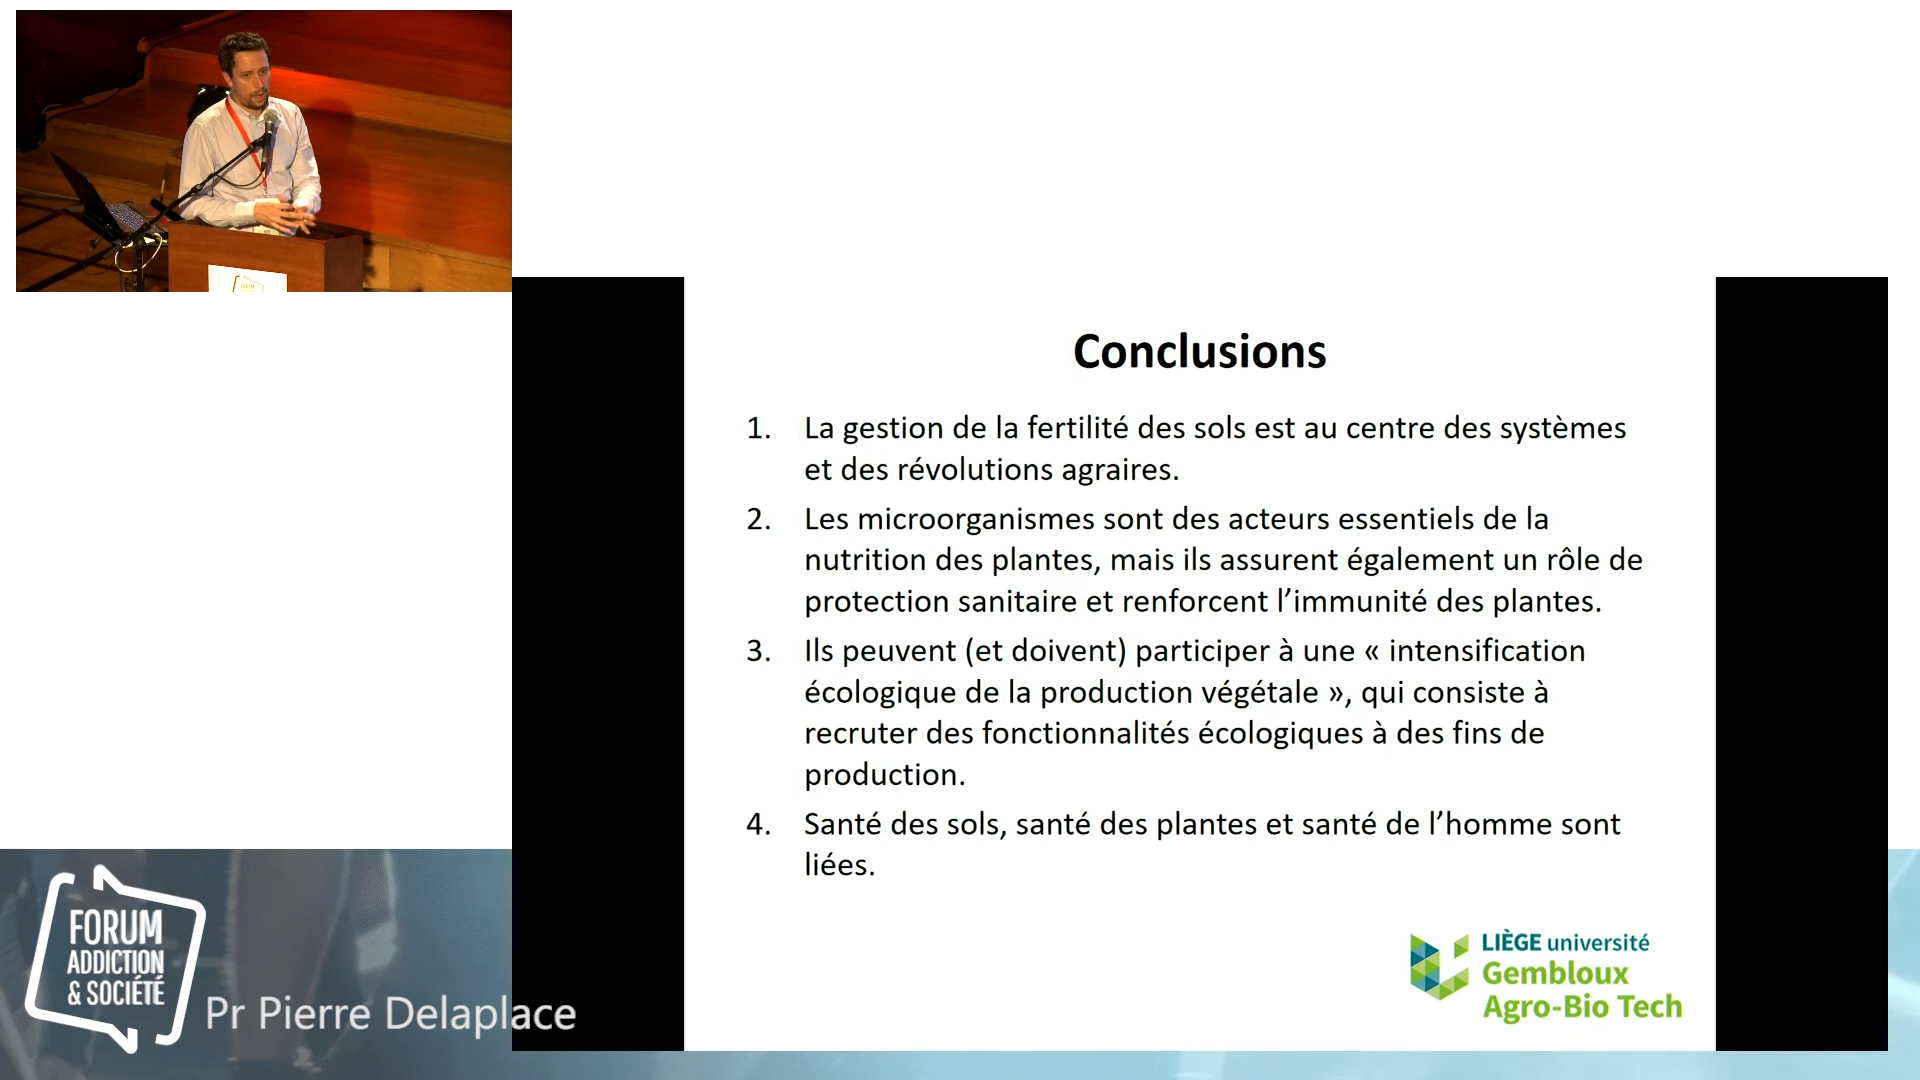 Conclusions
1. La gestion de la fertilité des sols est au centre des systèmes
et des révolutions agraires.
2. Les microorganismes sont des acteurs essentiels de la
nutrition des plantes, mais ils assurent également un rôle de
protection sanitaire et renforcent l’immunité des plantes.
3. Ils peuvent (et doivent) participer à une « intensification
écologique de la production végétale », qui consiste à
recruter des fonctionnalités écologiques à des fins de
production.
4. Santé des sols, santé des plantes et santé de l’homme sont
liées.
LIÈGE université
Gembloux
Agro-Bio Tech
FORUM
ADDICTION
& SOCIÉTÉ
Pr Pierre Delaplace